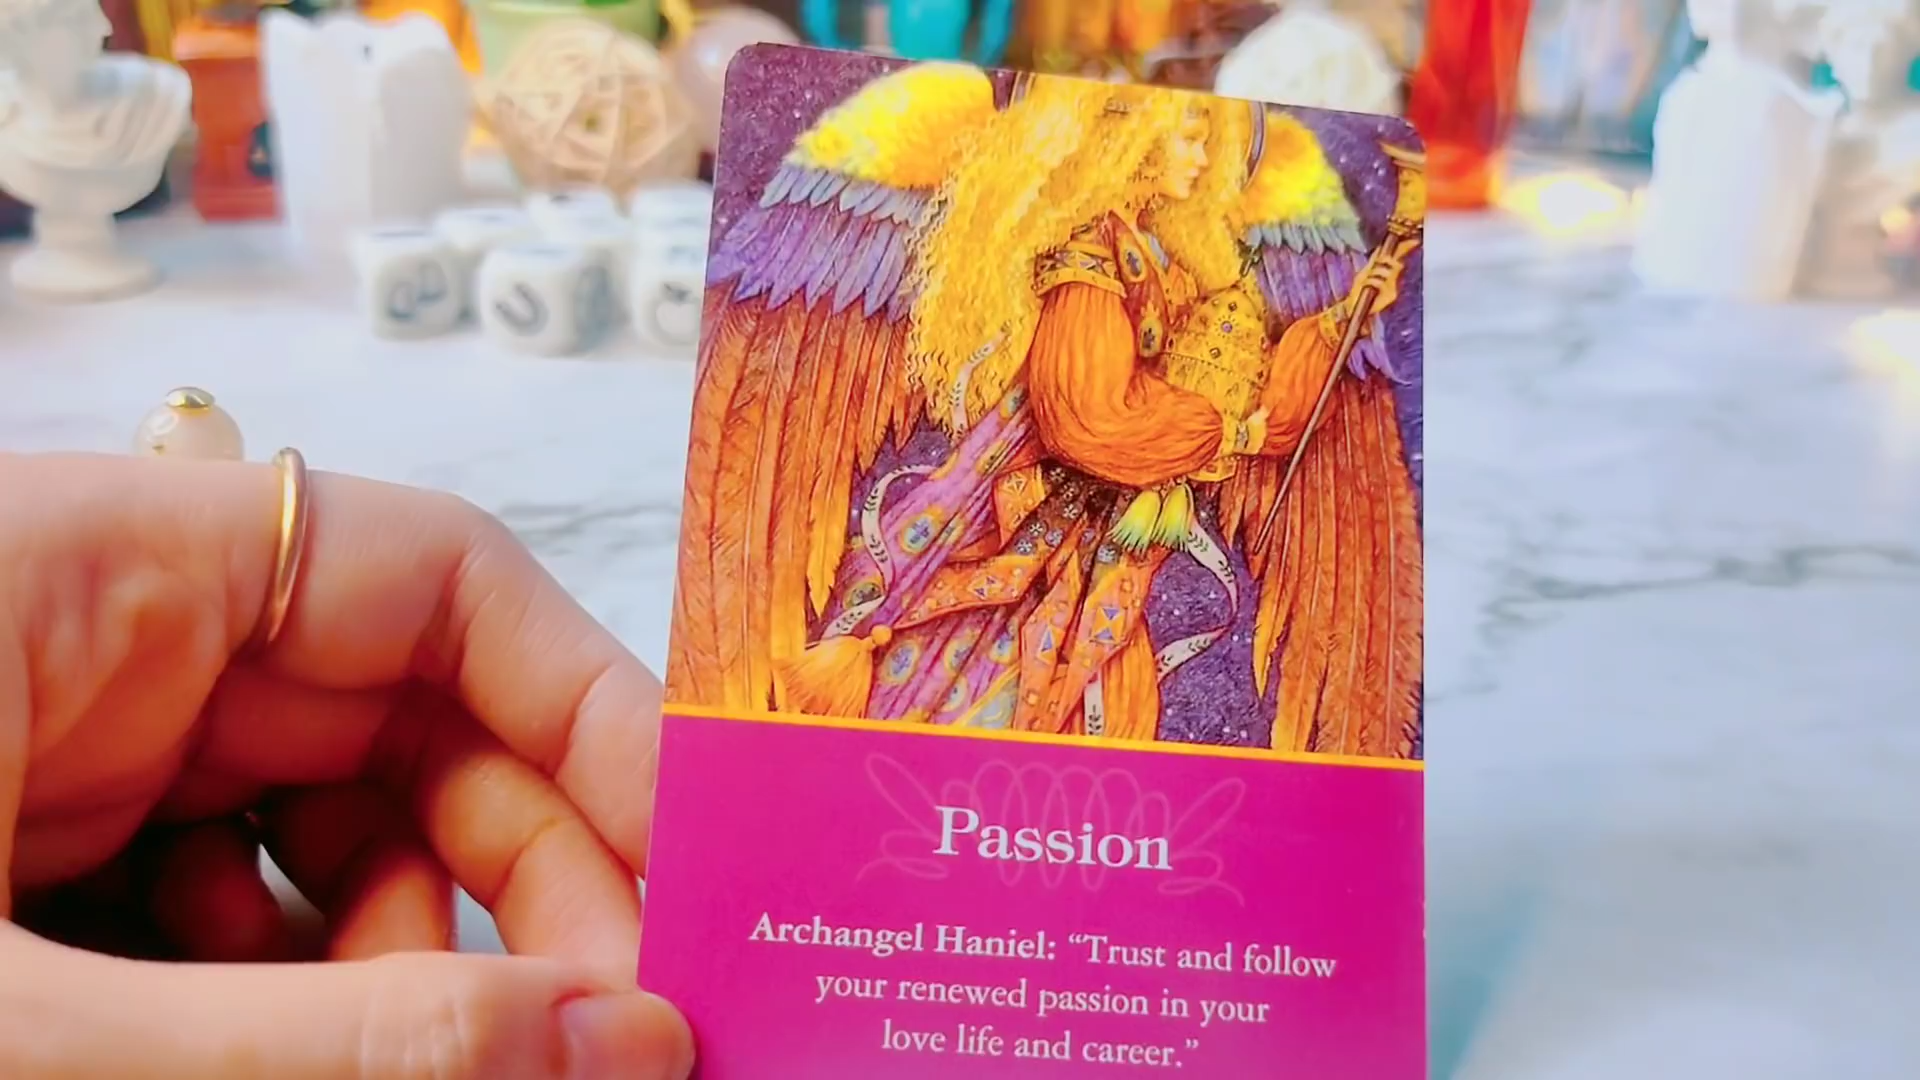 Passion
Archangel Haniel: “Trust and follow
your renewed passion in your
love life and career.”